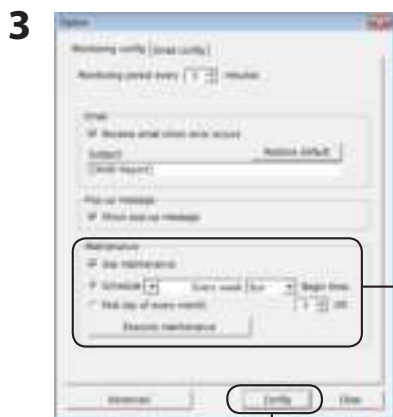 3
Option
Monitoring config Email config
Monitoring period every 5 minutes
Email
Receive email when error occurs
Subject Restore default
Pop-up message
Show pop-up message
Maintenance
Use maintenance
Schedule Every week Sun Begin time
First day of every month
Execute maintenance
Advanced Config Close